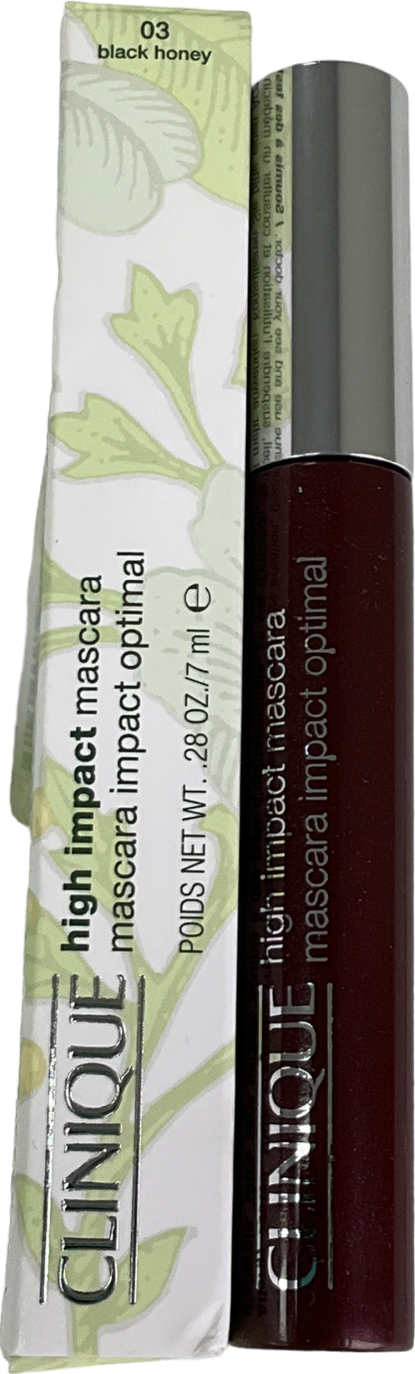 03
black honey
CLINIQUE
high impact mascara
mascara impact optimal
POIDS NET WT. .28 OZ./7 ml e
CLINIQUE
high impact mascara
mascara impact optimal